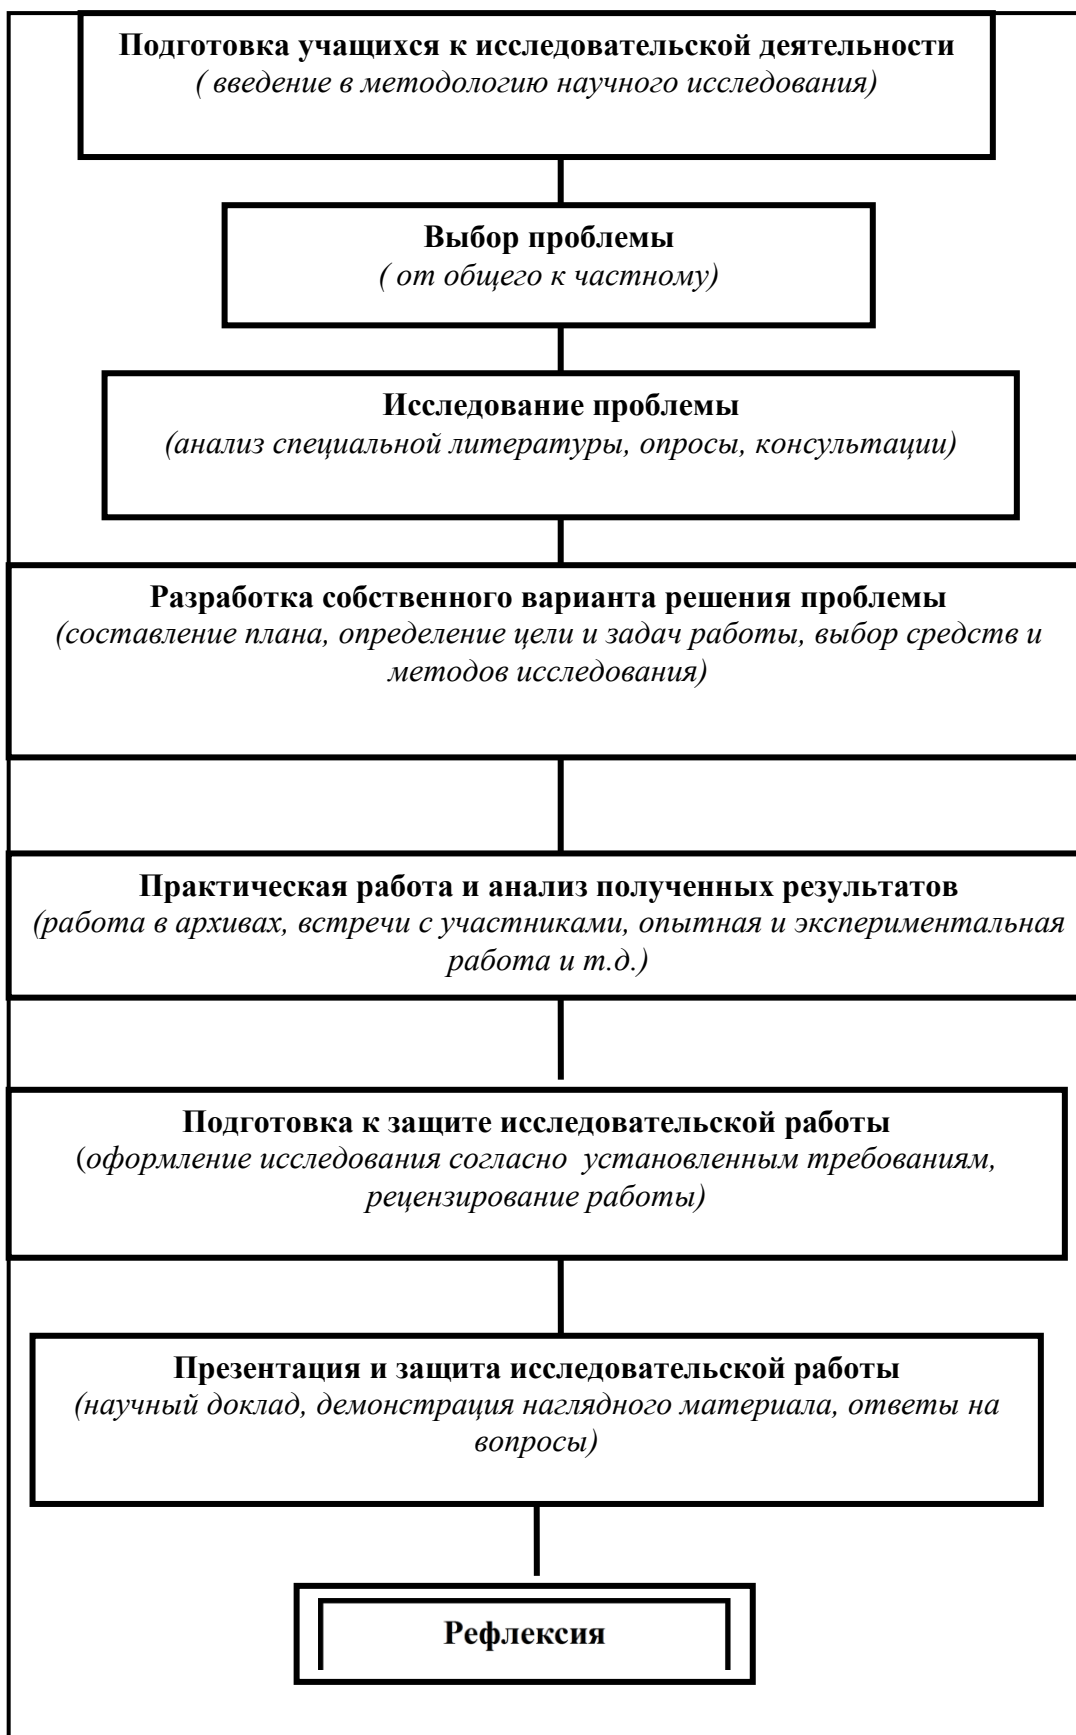 Подготовка учащихся к исследовательской деятельности
( введение в методологию научного исследования)
Выбор проблемы
( от общего к частному)
Исследование проблемы
(анализ специальной литературы, опросы, консультации)
Разработка собственного варианта решения проблемы
(составление плана, определение цели и задач работы, выбор средств и
методов исследования)
Практическая работа и анализ полученных результатов
(работа в архивах, встречи с участниками, опытная и экспериментальная
работа и т.д.)
Подготовка к защите исследовательской работы
(оформление исследования согласно  установленным требованиям,
рецензирование работы)
Презентация и защита исследовательской работы
(научный доклад, демонстрация наглядного материала, ответы на
вопросы)
Рефлексия